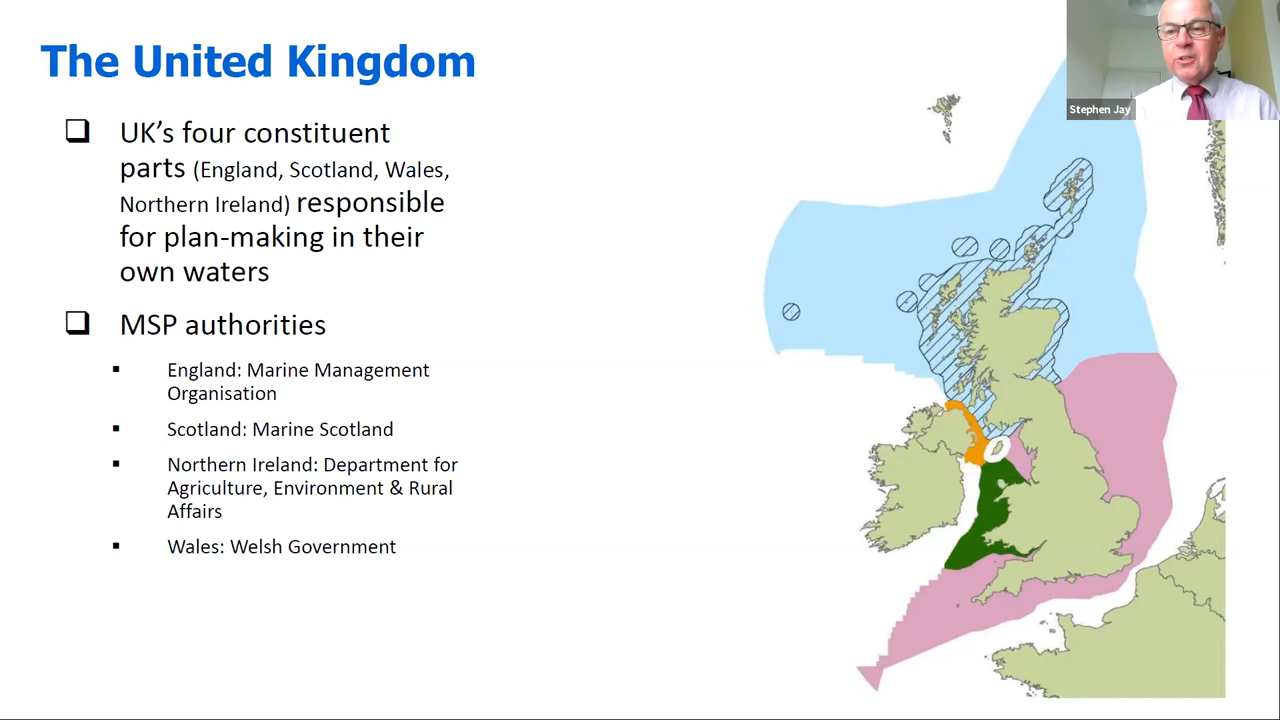 The United Kingdom
Stephen Jay
❑ UK’s four constituent
parts (England, Scotland, Wales,
Northern Ireland) responsible
for plan-making in their
own waters
❑ MSP authorities
▪ England: Marine Management
Organisation
▪ Scotland: Marine Scotland
▪ Northern Ireland: Department for
Agriculture, Environment & Rural
Affairs
▪ Wales: Welsh Government